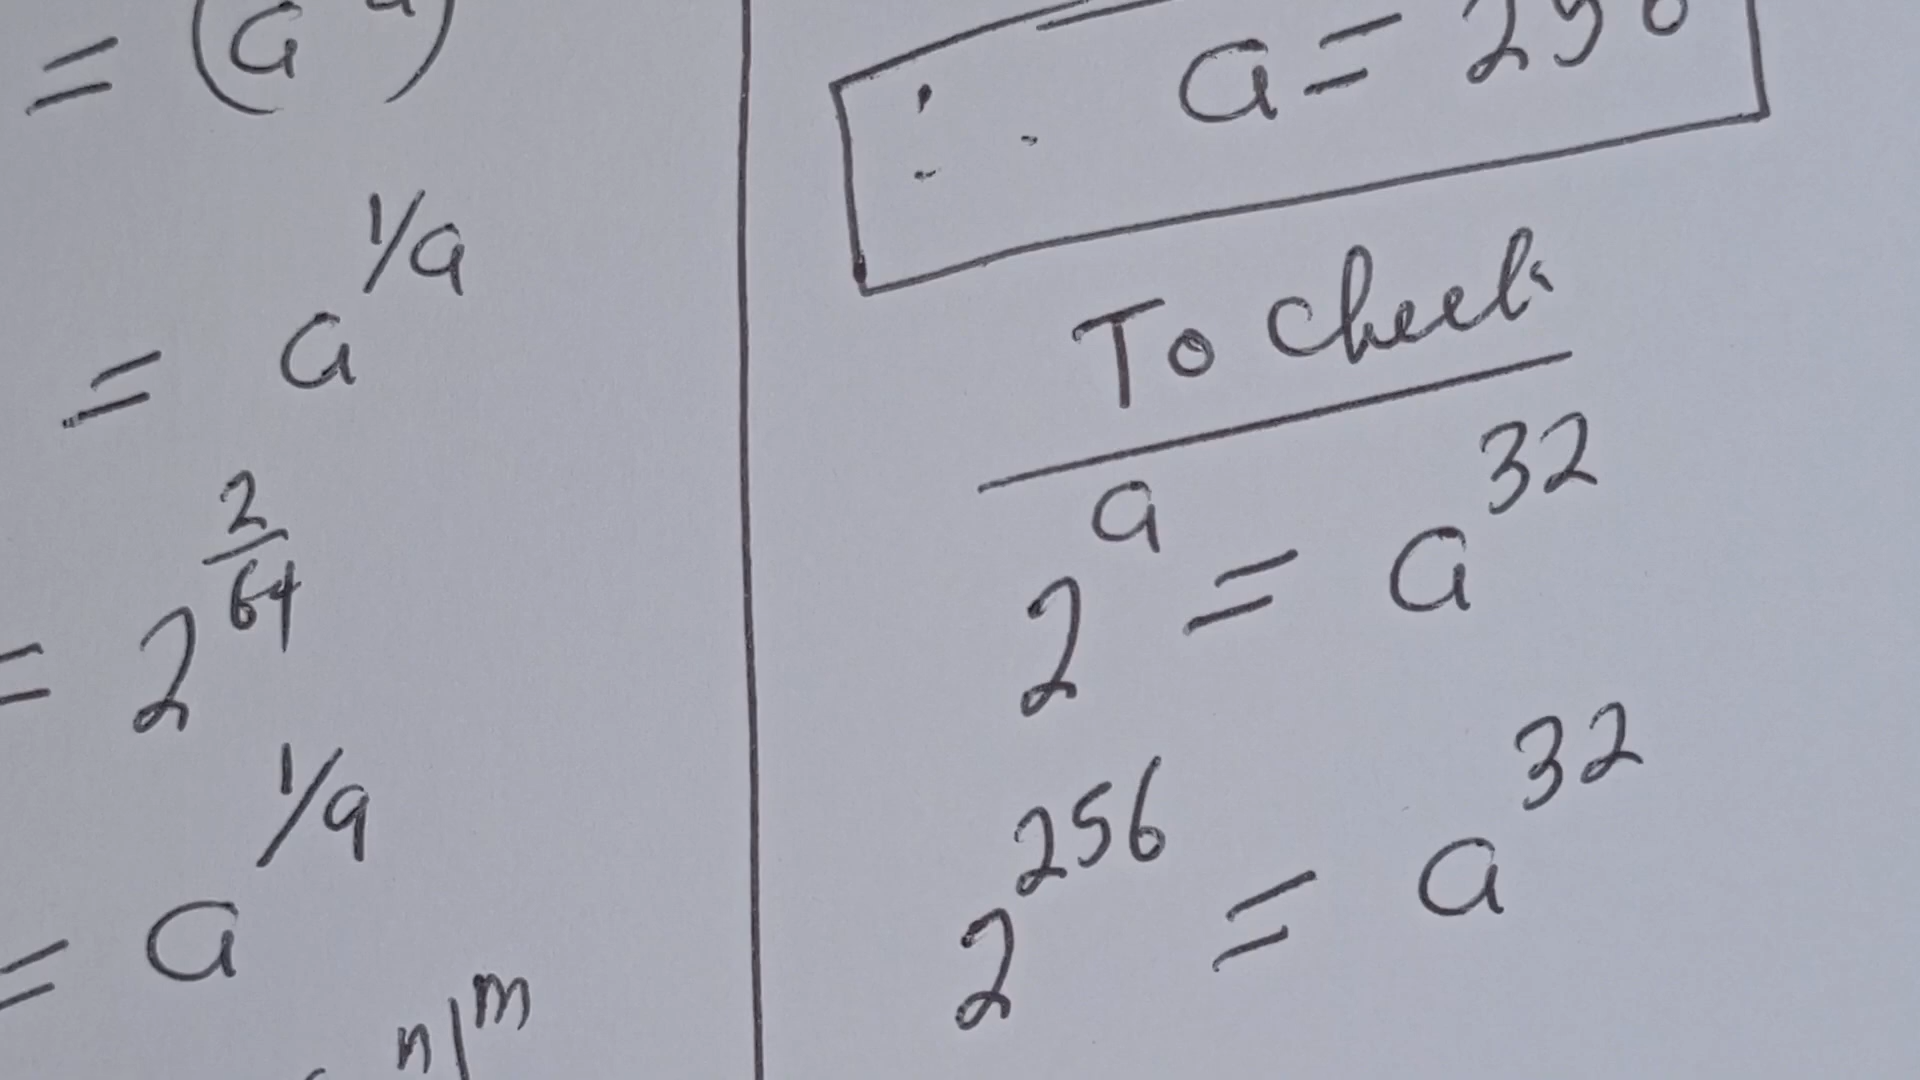 = (a
= a^1/a
= 2^2/64
= a^1/a
n/m
∴ a = 256
To Check
2^a = a^32
2^256 = a^32